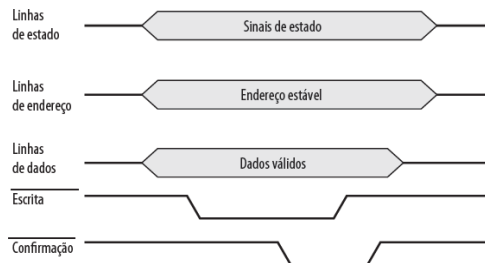 Linhas
de estado
Sinais de estado
Linhas
de endereço
Endereço estável
Linhas
de dados
Dados válidos
Escrita
Confirmação